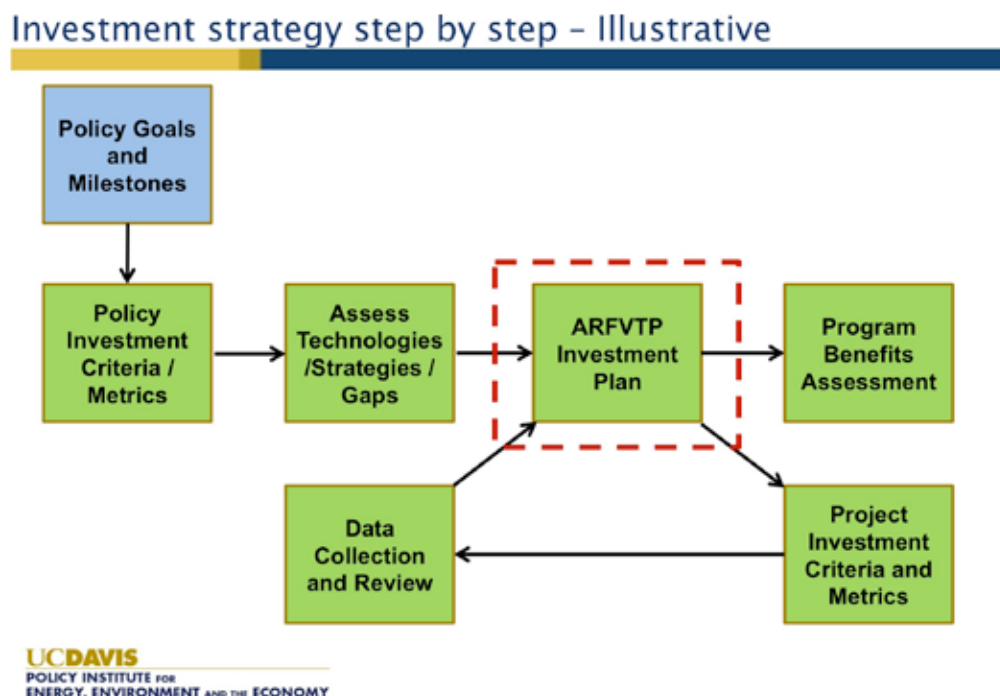 Investment strategy step by step – Illustrative
Policy Goals
and
Milestones
Policy
Investment
Criteria /
Metrics
Assess
Technologies
/Strategies /
Gaps
ARFVTP
Investment
Plan
Program
Benefits
Assessment
Data
Collection
and Review
Project
Investment
Criteria and
Metrics
UCDAVIS
POLICY INSTITUTE FOR
ENERGY, ENVIRONMENT AND THE ECONOMY